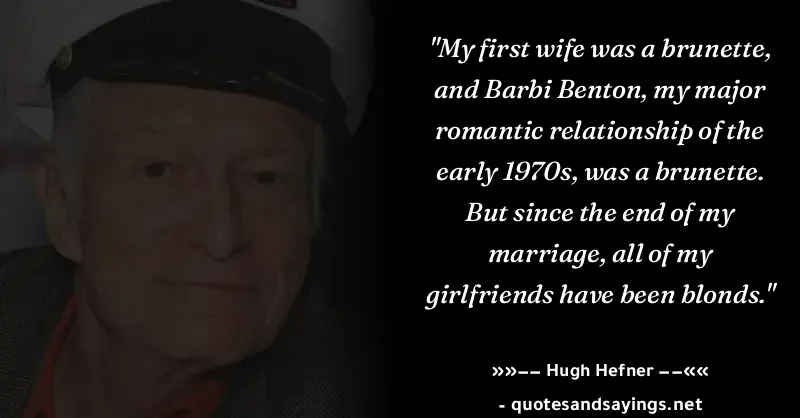 "My first wife was a brunette,
and Barbi Benton, my major
romantic relationship of the
early 1970s, was a brunette.
But since the end of my
marriage, all of my
girlfriends have been blonds."
»»―― Hugh Hefner ――««
- quotesandsayings.net